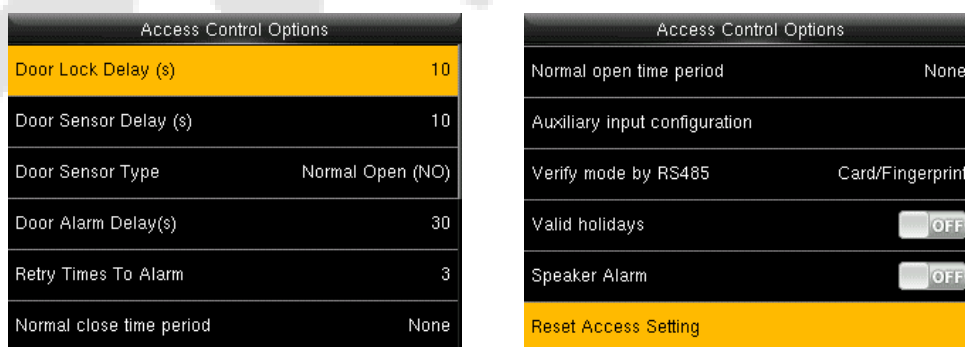 Access Control Options
Door Lock Delay (s) 10
Door Sensor Delay (s) 10
Door Sensor Type Normal Open (NO)
Door Alarm Delay(s) 30
Retry Times To Alarm 3
Normal close time period None
Access Control Options
Normal open time period None
Auxiliary input configuration
Verify mode by RS485 Card/Fingerprint
Valid holidays OFF
Speaker Alarm OFF
Reset Access Setting